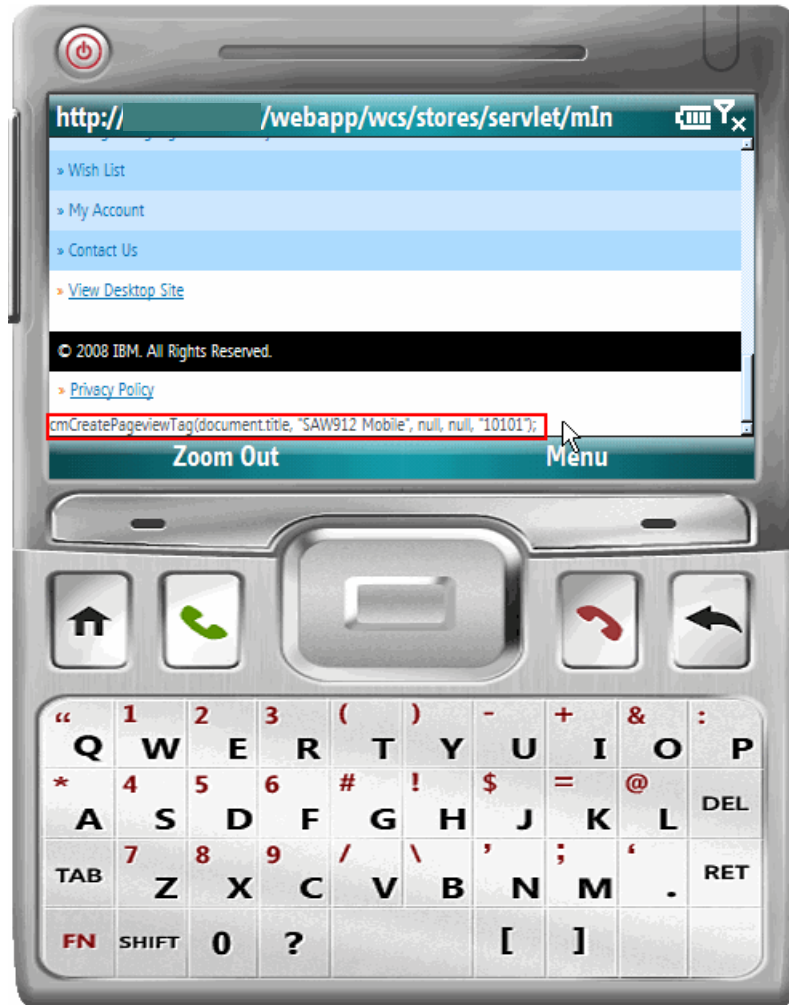 http:// /webapp/wcs/stores/servlet/mIn
» Wish List
» My Account
» Contact Us
» View Desktop Site
© 2008 IBM. All Rights Reserved.
» Privacy Policy
cmCreatePageviewTag(document.title, "SAW912 Mobile", null, null, "10101");
Zoom Out Menu
“ 1 2 3 ( ) - + & :
Q W E R T Y U I O P
* 4 5 6 # ! $ = @
A S D F G H J K L DEL
7 8 9 / \ ’ ; ‘
TAB Z X C V B N M . RET
FN SHIFT 0 ? [ ]